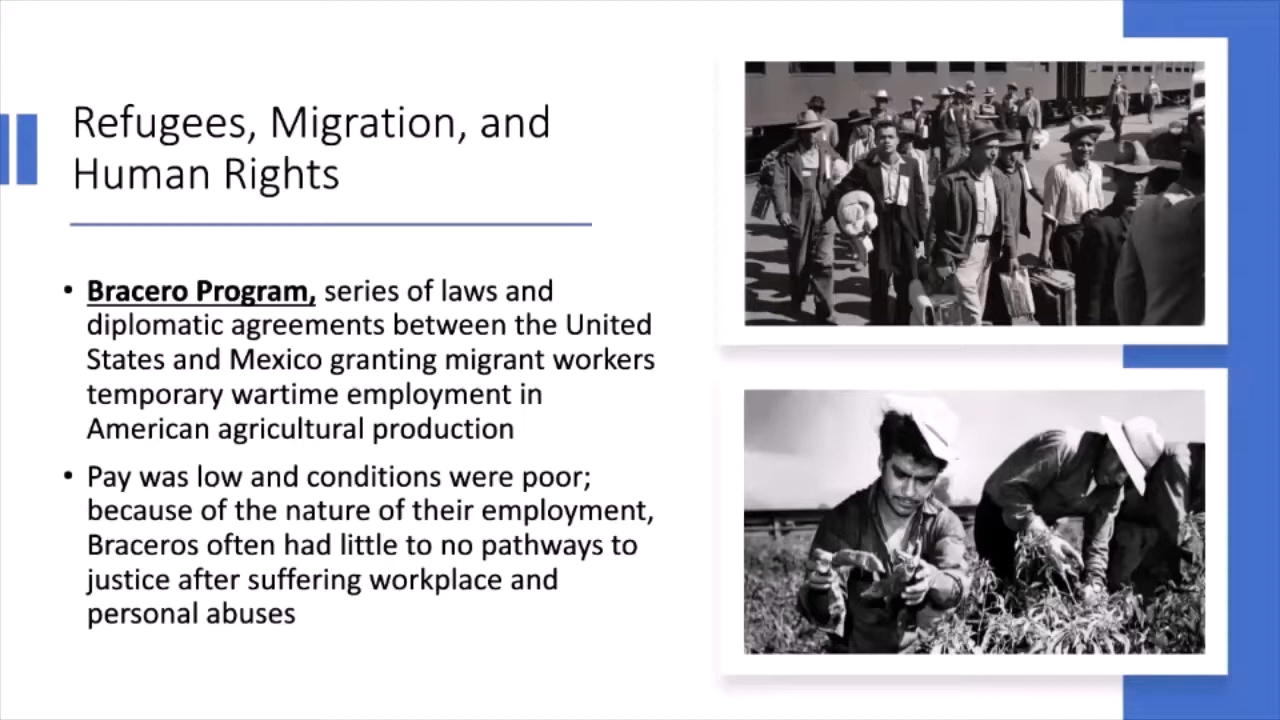 Refugees, Migration, and
Human Rights
• Bracero Program, series of laws and
diplomatic agreements between the United
States and Mexico granting migrant workers
temporary wartime employment in
American agricultural production
• Pay was low and conditions were poor;
because of the nature of their employment,
Braceros often had little to no pathways to
justice after suffering workplace and
personal abuses